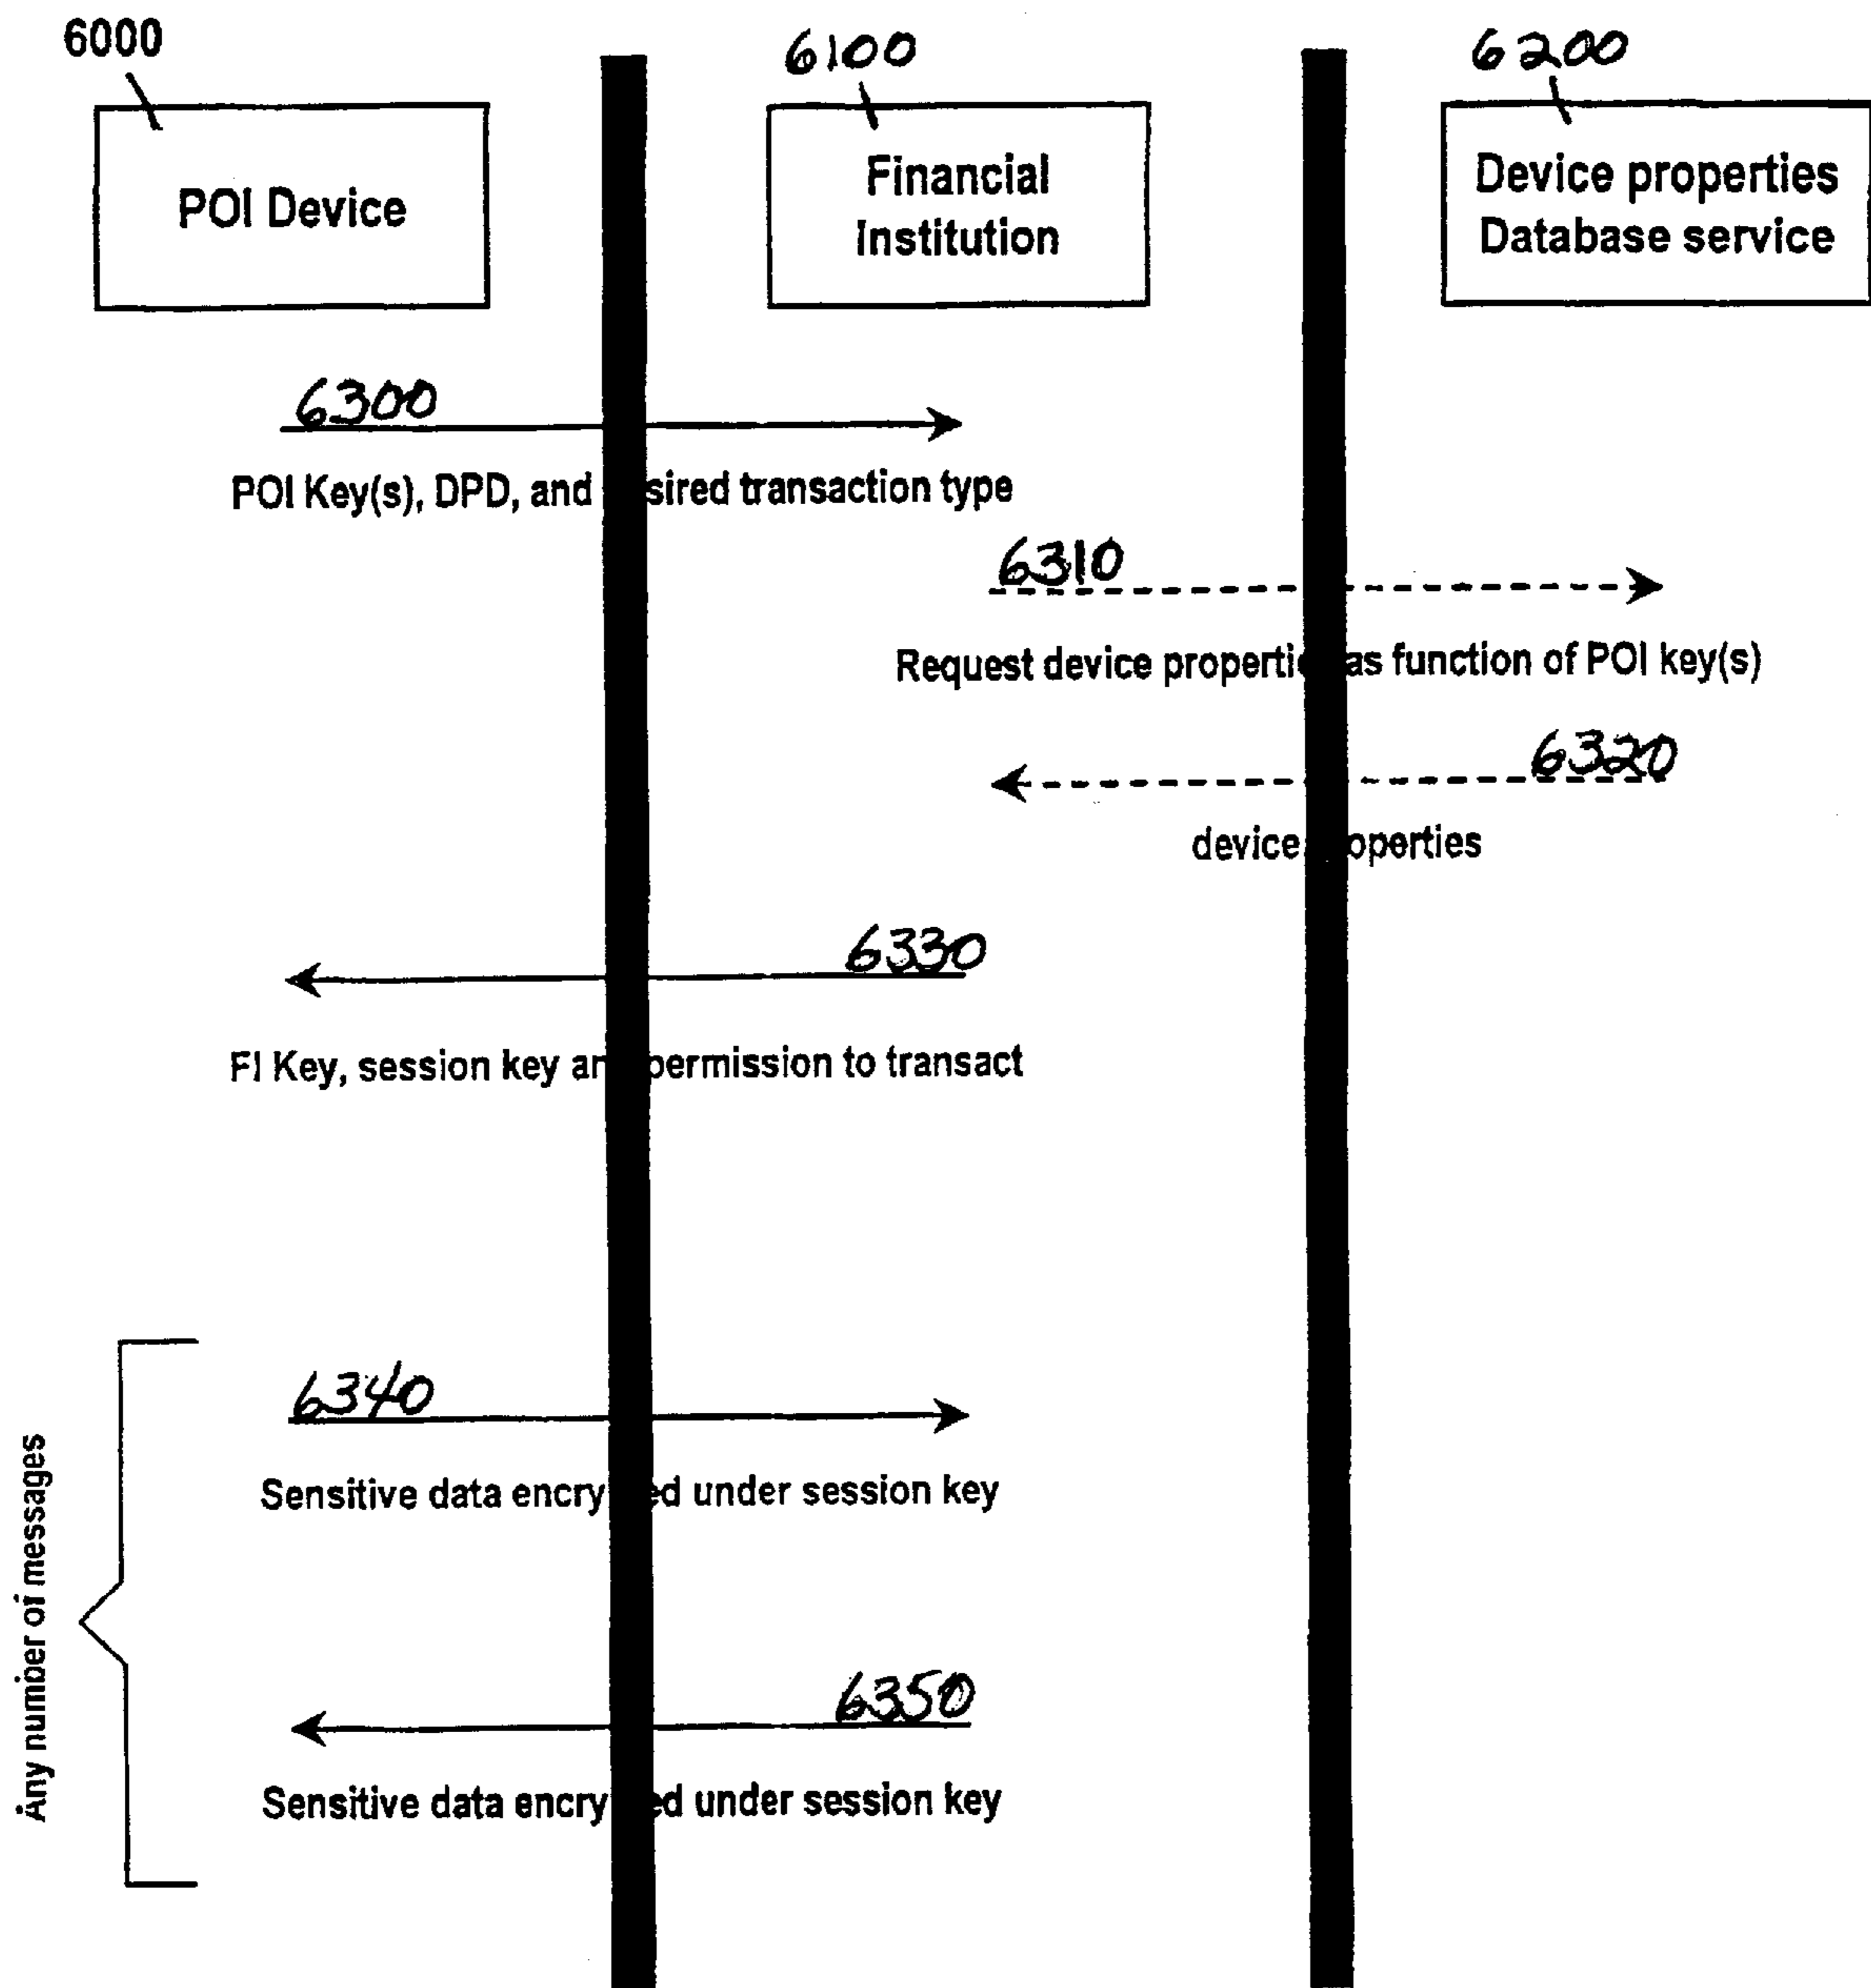 6000
6100
6200
POI Device
Financial
Institution
Device properties
Database service
6300
POI Key(s), DPD, and sired transaction type
6310
Request device properti as function of POI key(s)
6320
device operties
6330
FI Key, session key an permission to transact
Any number of messages
6340
Sensitive data encry ed under session key
6350
Sensitive data encry ed under session key